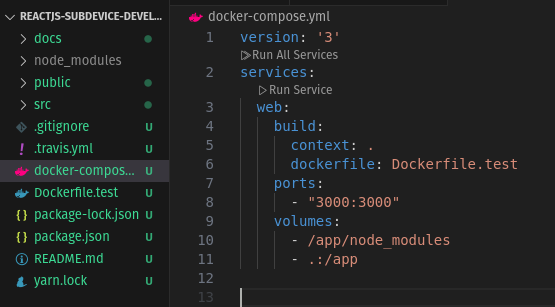 REACTJS-SUBDEVICE-DEVEL...
docs
node_modules
public
src
.gitignore U
.travis.yml U
docker-compos... U
Dockerfile.test U
package-lock.json U
package.json U
README.md U
yarn.lock U
docker-compose.yml
1 version: '3'
Run All Services
2 services:
Run Service
3 web:
4 build:
5 context: .
6 dockerfile: Dockerfile.test
7 ports:
8 - "3000:3000"
9 volumes:
10 - /app/node_modules
11 - .:/app
12
13